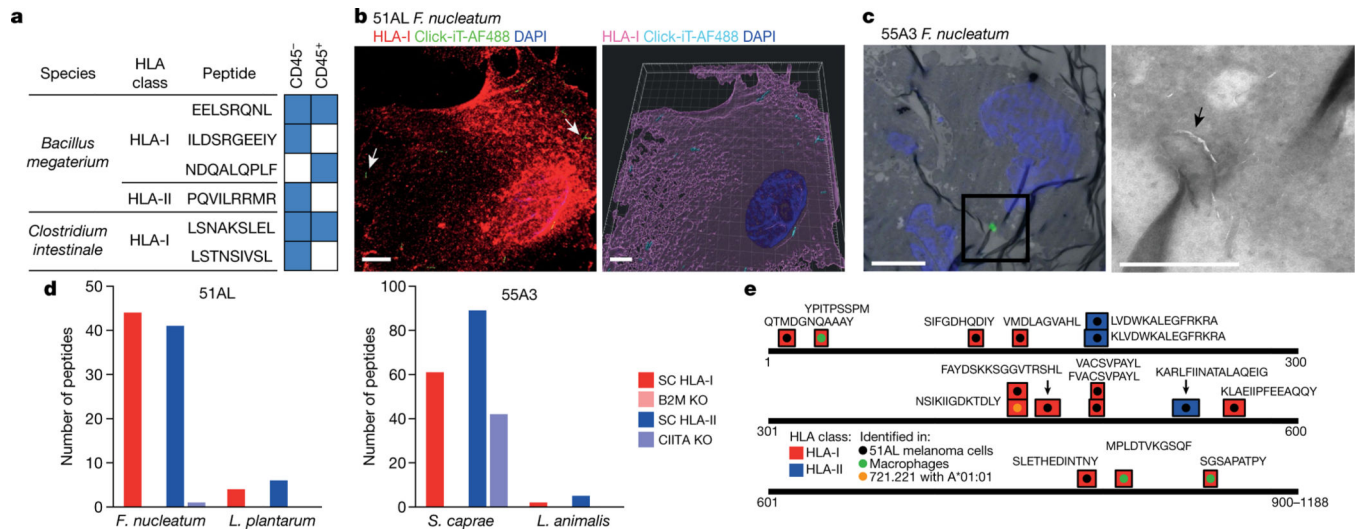 a
Species
HLA
class
Peptide
CD45⁻
CD45⁺
Bacillus
megaterium
HLA-I
EELSRQNL
ILDSRGEEIY
NDQALQPLF
HLA-II
PQVILRRMR
Clostridium
intestinale
HLA-I
LSNAKSLEL
LSTNSIVSL
b
51AL F. nucleatum
HLA-I Click-iT-AF488 DAPI
HLA-I Click-iT-AF488 DAPI
c
55A3 F. nucleatum
d
51AL
Number of peptides
50
40
30
20
10
0
F. nucleatum
L. plantarum
55A3
Number of peptides
100
80
60
40
20
0
S. caprae
L. animalis
SC HLA-I
B2M KO
SC HLA-II
CIITA KO
e
YPITPSSPM
QTMDGNQAAAY
SIFGDHQDIY
VMDLAGVAHL
LVDWKALEGFRKRA
KLVDWKALEGFRKRA
1
300
FAYDSKKSGGVTRSHL
VACSVPAYL
FVACSVPAYL
KARLFIINATALAQEIG
NSIKIIGDKTDLY
KLAEIIPFEEAQQY
301
600
HLA class:
HLA-I
HLA-II
Identified in:
51AL melanoma cells
Macrophages
721.221 with A*01:01
MPLDTVKGSQF
SLETHEDINTNY
SGSAPATPY
601
900–1188